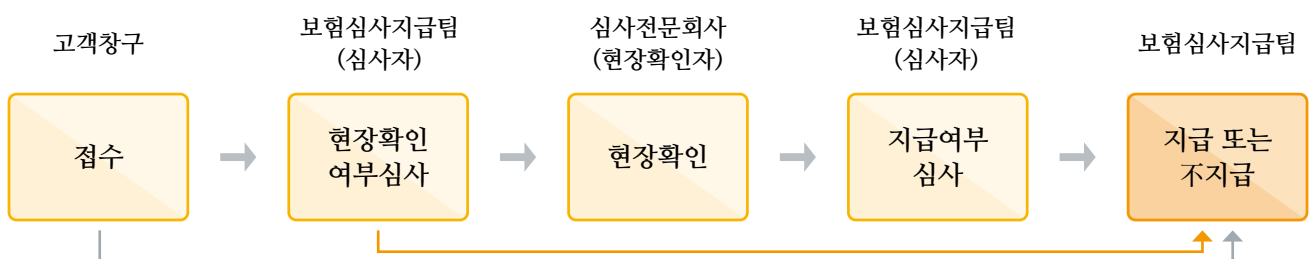 고객창구
보험심사지급팀
(심사자)
심사전문회사
(현장확인자)
보험심사지급팀
(심사자)
보험심사지급팀
접수
현장확인
여부심사
현장확인
지급여부
심사
지급 또는
不지급